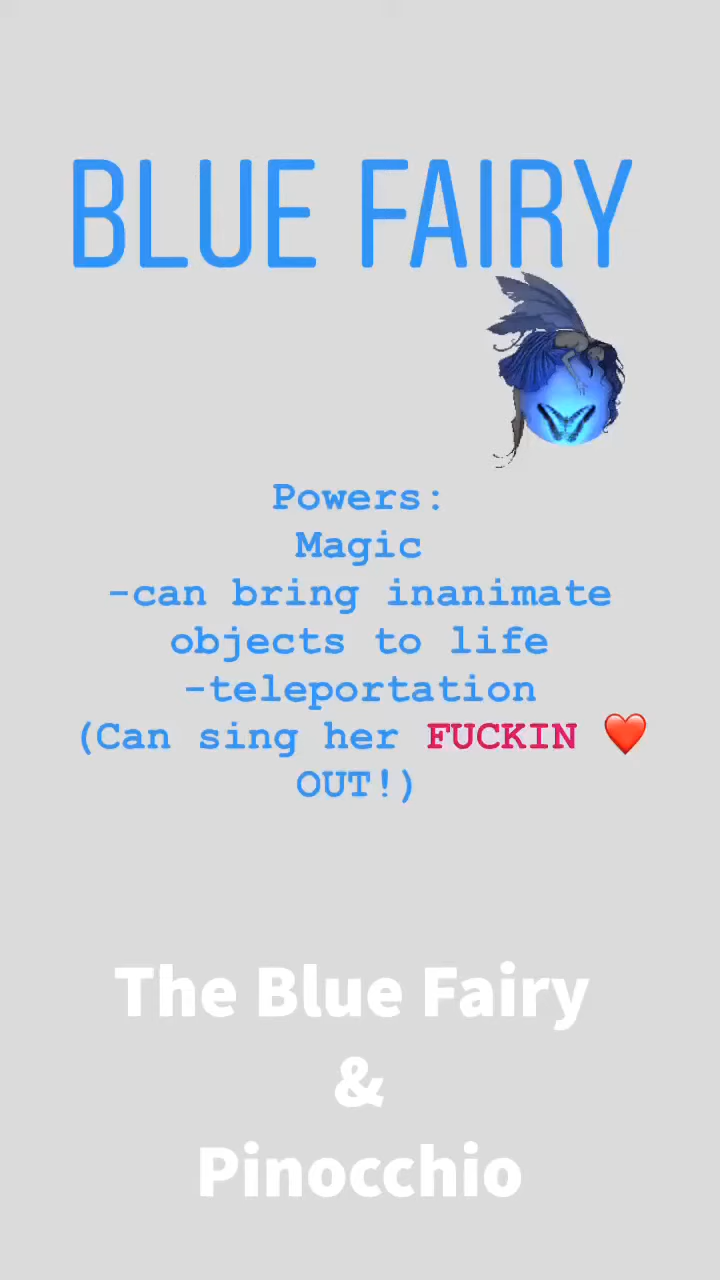 BLUE FAIRY
Powers:
Magic
-can bring inanimate
objects to life
-teleportation
(Can sing her FUCKIN ❤️
OUT!)
The Blue Fairy
&
Pinocchio